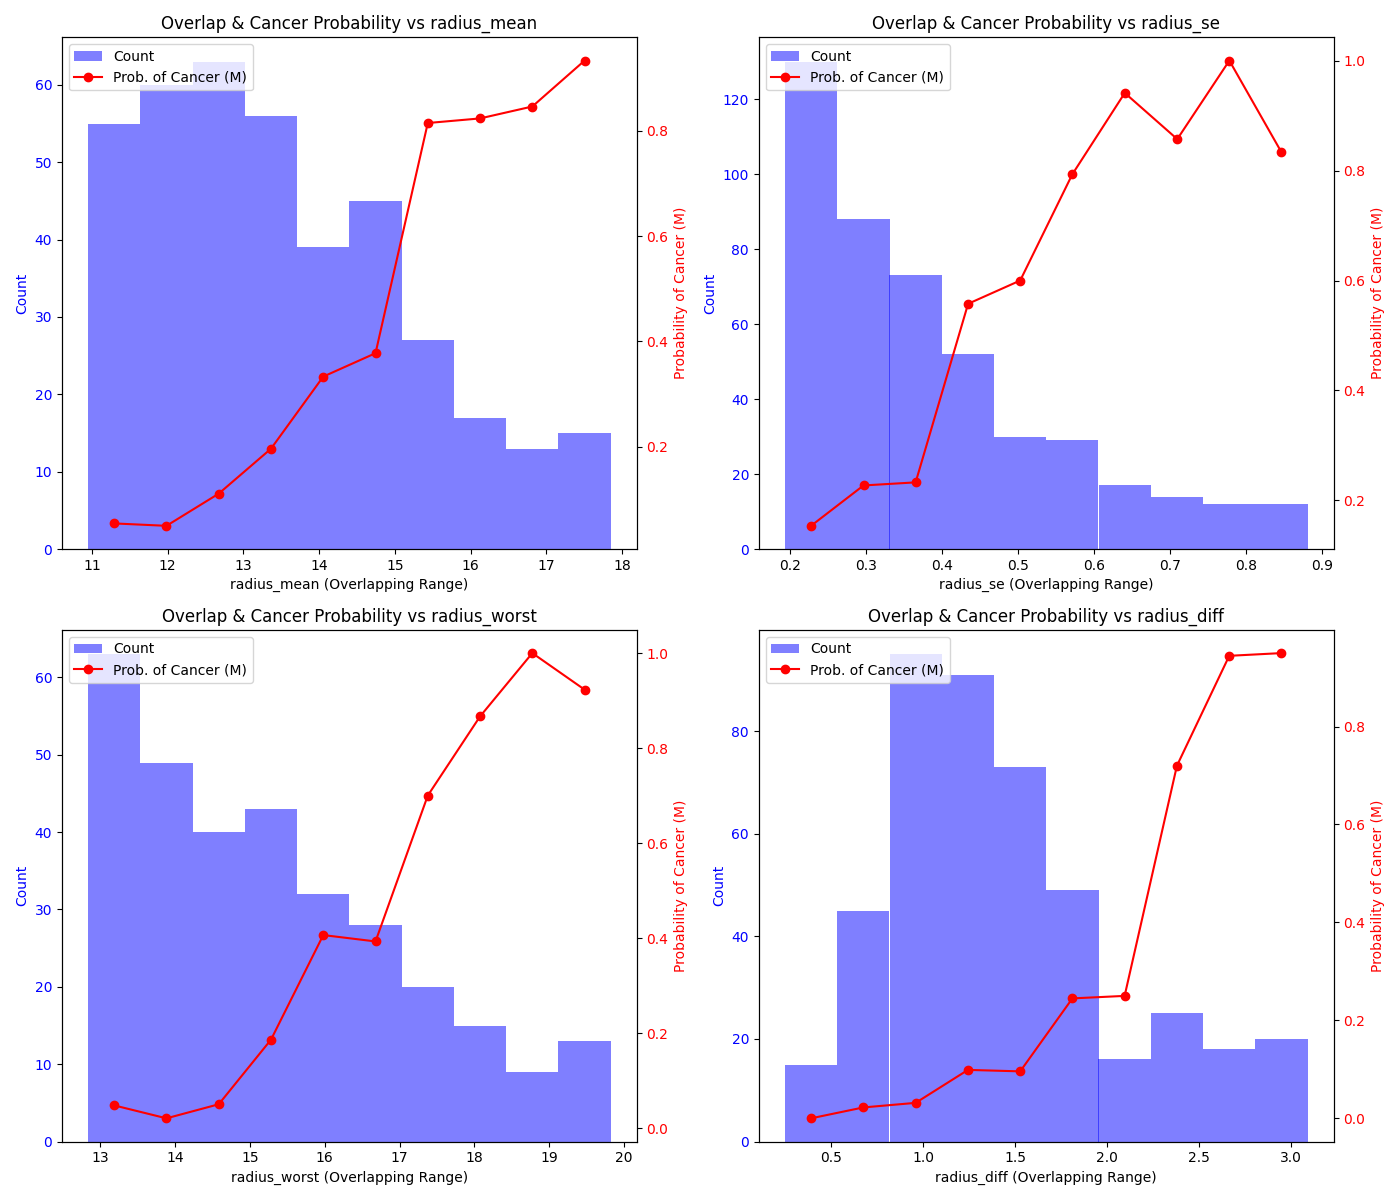 Overlap & Cancer Probability vs radius_mean
Count
Prob. of Cancer (M)
60
50
40
30
20
10
0
Count
0.8
0.6
0.4
0.2
Probability of Cancer (M)
11 12 13 14 15 16 17 18
radius_mean (Overlapping Range)
Overlap & Cancer Probability vs radius_se
Count
Prob. of Cancer (M)
120
100
80
60
40
20
0
Count
1.0
0.8
0.6
0.4
0.2
Probability of Cancer (M)
0.2 0.3 0.4 0.5 0.6 0.7 0.8 0.9
radius_se (Overlapping Range)
Overlap & Cancer Probability vs radius_worst
Count
Prob. of Cancer (M)
60
50
40
30
20
10
0
Count
1.0
0.8
0.6
0.4
0.2
0.0
Probability of Cancer (M)
13 14 15 16 17 18 19 20
radius_worst (Overlapping Range)
Overlap & Cancer Probability vs radius_diff
Count
Prob. of Cancer (M)
80
60
40
20
0
Count
0.8
0.6
0.4
0.2
0.0
Probability of Cancer (M)
0.5 1.0 1.5 2.0 2.5 3.0
radius_diff (Overlapping Range)